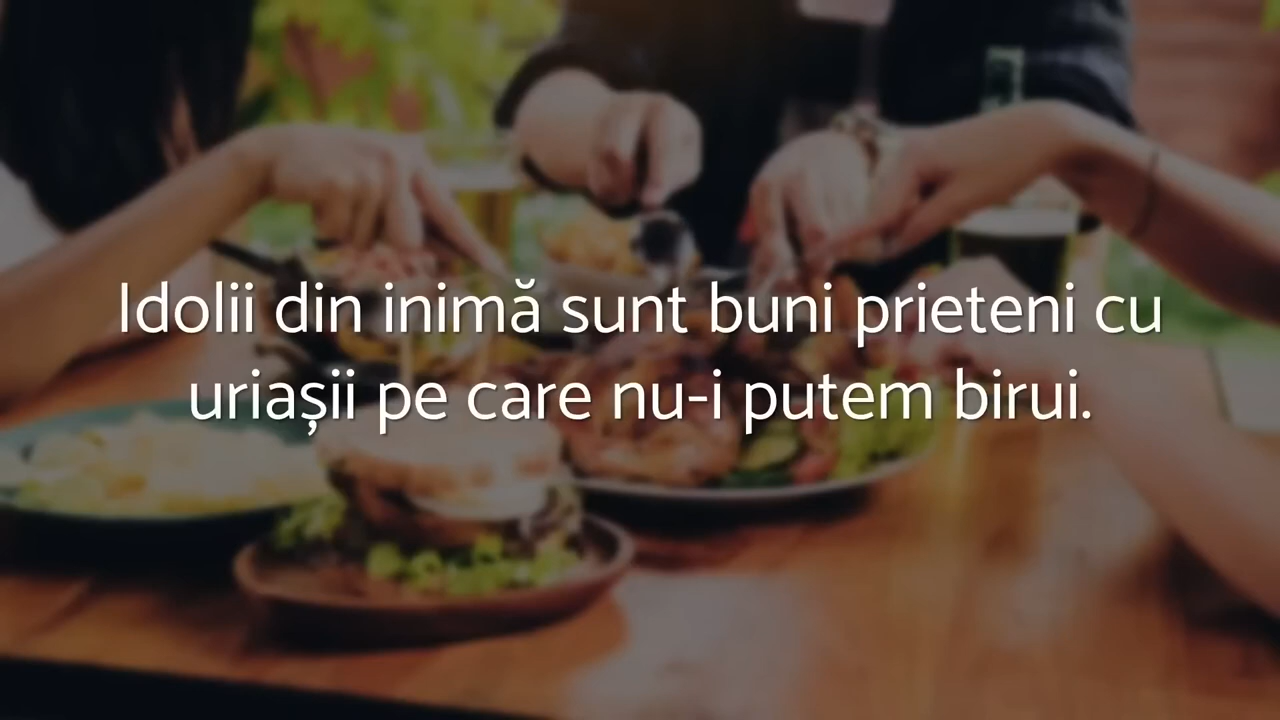 Idolii din inimă sunt buni prieteni cu
uriașii pe care nu-i putem birui.